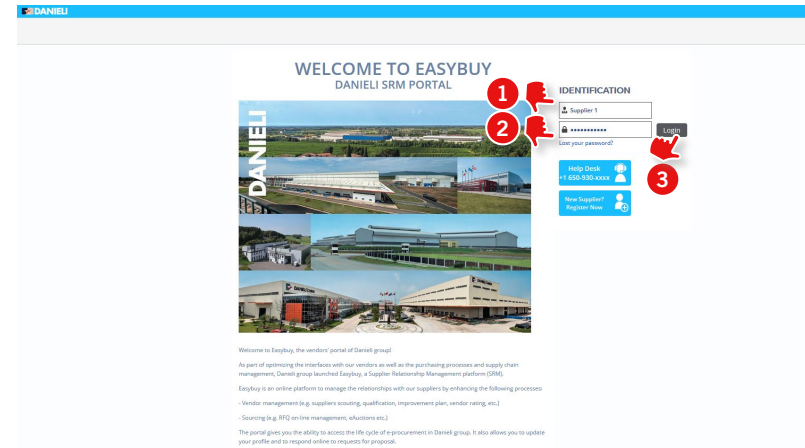 DANIELI
WELCOME TO EASYBUY
DANIELI SRM PORTAL
DANIELI
1
2
IDENTIFICATION
Supplier 1
Login
Lost your password?
3
Help Desk
+1 650-930-xxxx
New Supplier?
Register Now
Welcome to Easybuy, the vendors' portal of Danieli group!
As part of optimizing the interfaces with our vendors as well as the purchasing processes and supply chain
management, Danieli group launched Easybuy, a Supplier Relationship Management platform (SRM).
Easybuy is an online platform to manage the relationships with our suppliers by enhancing the following processes:
- Vendor management (e.g. suppliers scouting, qualification, improvement plan, vendor rating, etc.)
- Sourcing (e.g. RFQ on-line management, eAuctions etc.)
The portal gives you the ability to access the life cycle of e-procurement in Danieli group. It also allows you to update
your profile and to respond online to requests for proposal.